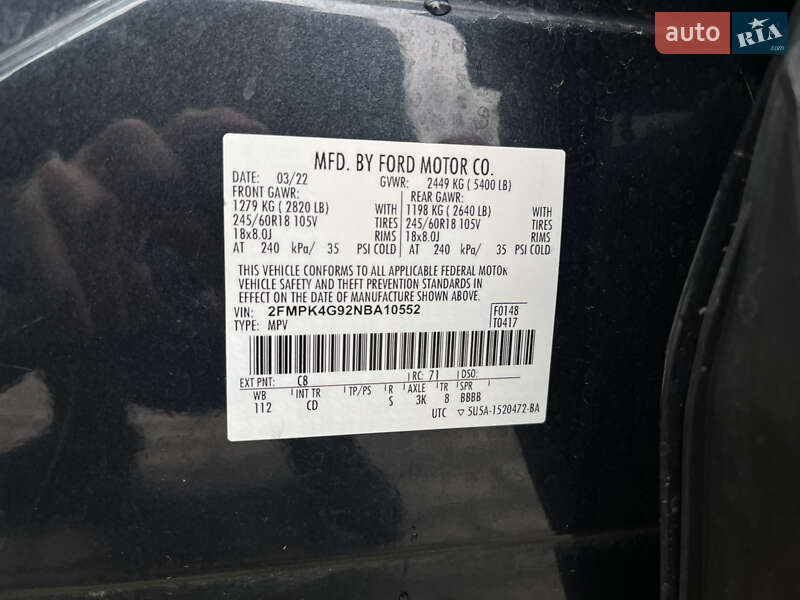 auto RIA.com
MFD. BY FORD MOTOR CO.
DATE: 03/22 GVWR: 2449 KG ( 5400 LB)
FRONT GAWR: REAR GAWR:
1279 KG ( 2820 LB) WITH 1198 KG ( 2640 LB) WITH
245/60R18 105V TIRES 245/60R18 105V TIRES
18x8.0J RIMS 18x8.0J RIMS
AT 240 kPa/ 35 PSI COLD AT 240 kPa/ 35 PSI COLD
THIS VEHICLE CONFORMS TO ALL APPLICABLE FEDERAL MOTOR
VEHICLE SAFETY AND THEFT PREVENTION STANDARDS IN
EFFECT ON THE DATE OF MANUFACTURE SHOWN ABOVE.
VIN: 2FMPK4G92NBA10552 F0148
TYPE: MPV T0417
EXT PNT: C8 RC: 71 DSO:
WB INT TR TP/PS R AXLE TR SPR
112 CD S 3K 8 BBBB
UTC ▽ 5U5A-1520472-BA